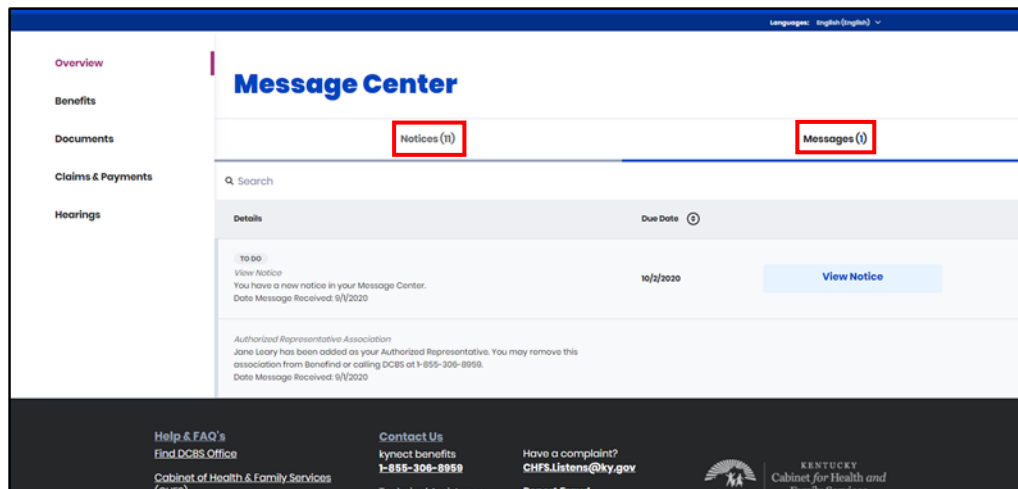 Languages: English (English)
Overview
Benefits
Documents
Claims & Payments
Hearings
Message Center
Notices (11)
Messages (1)
Search
Details
Due Date
TO DO
View Notice
You have a new notice in your Message Center.
Date Message Received: 9/1/2020
10/2/2020
View Notice
Authorized Representative Association
Jane Leary has been added as your Authorized Representative. You may remove this
association from Benefind or calling DCBS at 1-855-306-8959.
Date Message Received: 9/1/2020
Help & FAQ's
Find DCBS Office
Cabinet of Health & Family Services
Contact Us
kynect benefits
1-855-306-8959
Have a complaint?
CHFS.Listens@ky.gov
KENTUCKY
Cabinet for Health and